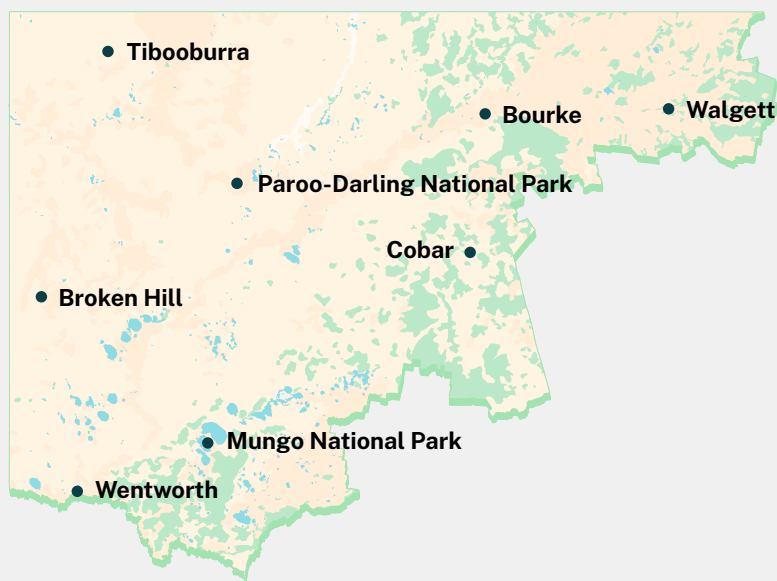 Tibooburra
Bourke
Walgett
Paroo-Darling National Park
Cobar
Broken Hill
Mungo National Park
Wentworth